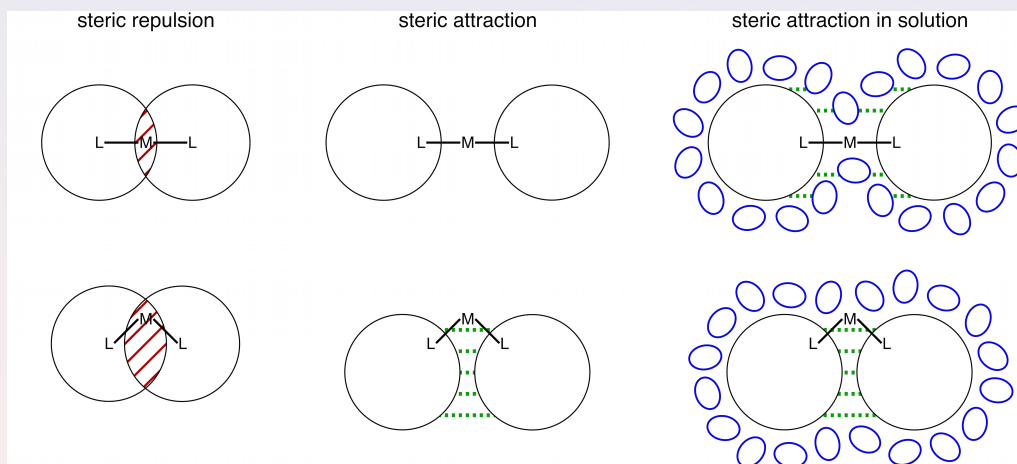 steric repulsion
steric attraction
steric attraction in solution
L M L
L M L
L M L
M
L L
M
L L
M
L L